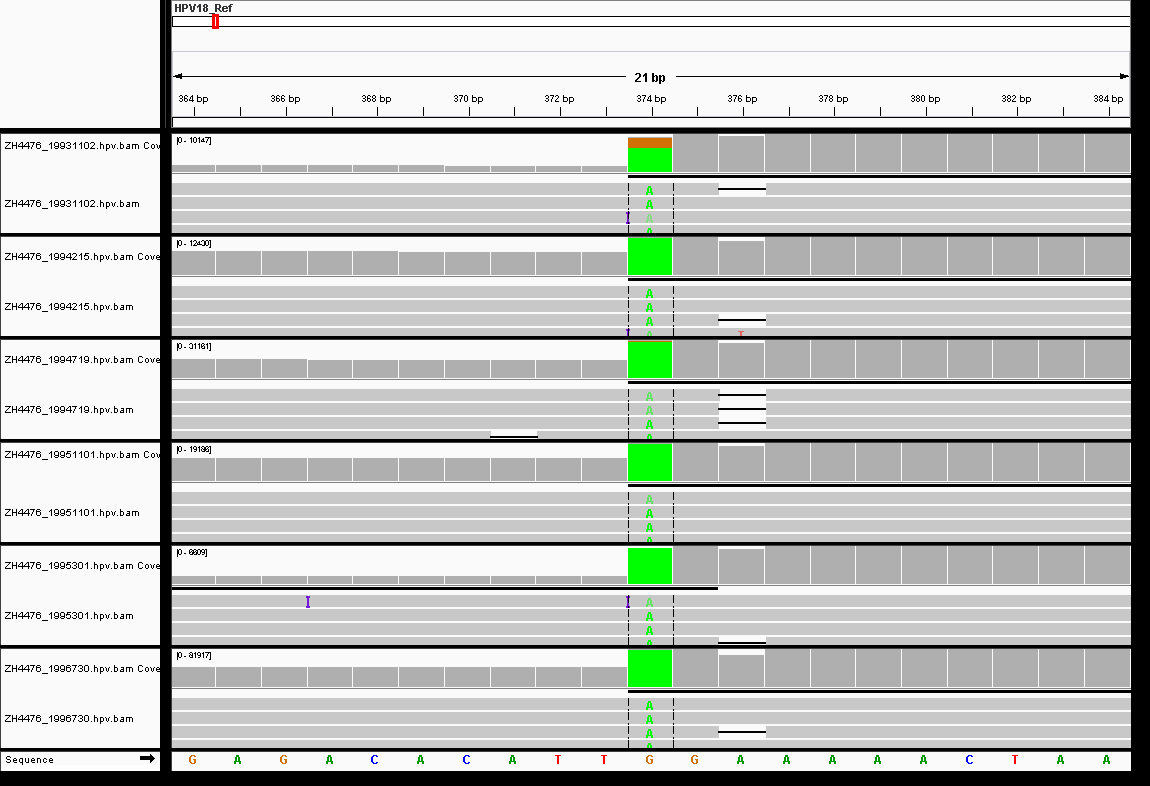 HPV18_Ref
21 bp
364 bp 366 bp 368 bp 370 bp 372 bp 374 bp 376 bp 378 bp 380 bp 382 bp 384 bp
ZH4476_19931102.hpv.bam Cov
[0 - 10147]
ZH4476_19931102.hpv.bam
A
A
A
ZH4476_1994215.hpv.bam Cove
[0 - 12430]
ZH4476_1994215.hpv.bam
A
A
A
T
ZH4476_1994719.hpv.bam Cove
[0 - 31161]
ZH4476_1994719.hpv.bam
A
A
A
ZH4476_19951101.hpv.bam Cov
[0 - 19186]
ZH4476_19951101.hpv.bam
A
A
A
ZH4476_1995301.hpv.bam Cove
[0 - 6609]
ZH4476_1995301.hpv.bam
A
A
A
ZH4476_1996730.hpv.bam Cove
[0 - 81917]
ZH4476_1996730.hpv.bam
A
A
A
Sequence G A G A C A C A T T G G A A A A A C T A A